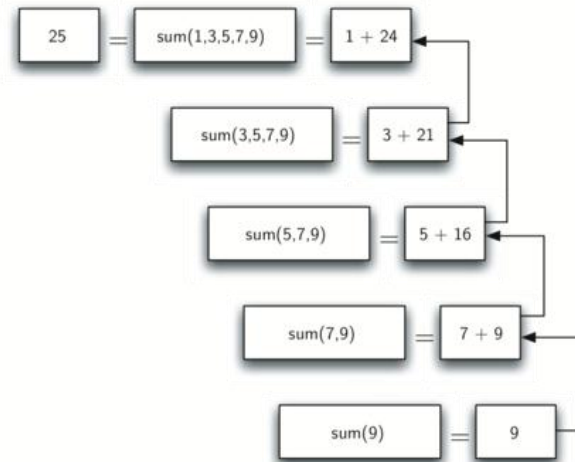 25 = sum(1,3,5,7,9) = 1 + 24
sum(3,5,7,9) = 3 + 21
sum(5,7,9) = 5 + 16
sum(7,9) = 7 + 9
sum(9) = 9